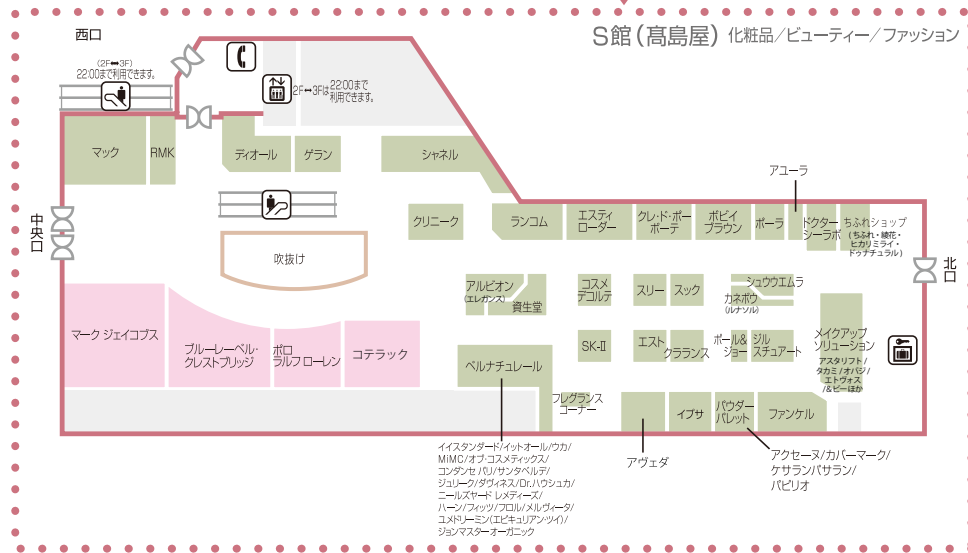 S館(髙島屋) 化粧品/ビューティー/ファッション
西口
(2F↔3F)
22:00まで利用できます。
2F↔3Fは22:00まで
利用できます。
マック
RMK
ディオール
ゲラン
シャネル
アユーラ
中央口
クリニーク
ランコム
エスティ
ローダー
クレ・ド・ポー
ボーテ
ボビイ
ブラウン
ポーラ
ドクター
シーラボ
ちふれショップ
(ちふれ・綾花・
ヒカリミライ・
ドゥナチュラル)
北口
吹抜け
アルビオン
(エレガンス)
資生堂
コスメ
デコルテ
スリー
スック
シュウウエムラ
カネボウ
(ルナソル)
マーク ジェイコブス
ブルーレーベル・
クレストブリッジ
ポロ
ラルフ ローレン
コテラック
SK-II
エスト
クラランス
ポール&
ジョー
ジル
スチュアート
メイクアップ
ソリューション
アスタリフト/
タカミ/オバジ/
エトヴォス
/&ビーほか
ベルナチュレール
フレグランス
コーナー
イプサ
パウダー
パレット
ファンケル
アヴェダ
アクセーヌ/カバーマーク/
ケサランパサラン/
パピリオ
イイスタンダード/イットオール/ウカ/
MiMC/オブ・コスメティックス/
コンダンセ パリ/サンタベルデ/
ジュリーク/ダヴィネス/Dr.ハウシュカ/
ニールズヤード レメディーズ/
ハーン/フィッツ/フロル/メルヴィータ/
ユメドリーミン(エピキュリアン・ツイ)/
ジョンマスターオーガニック